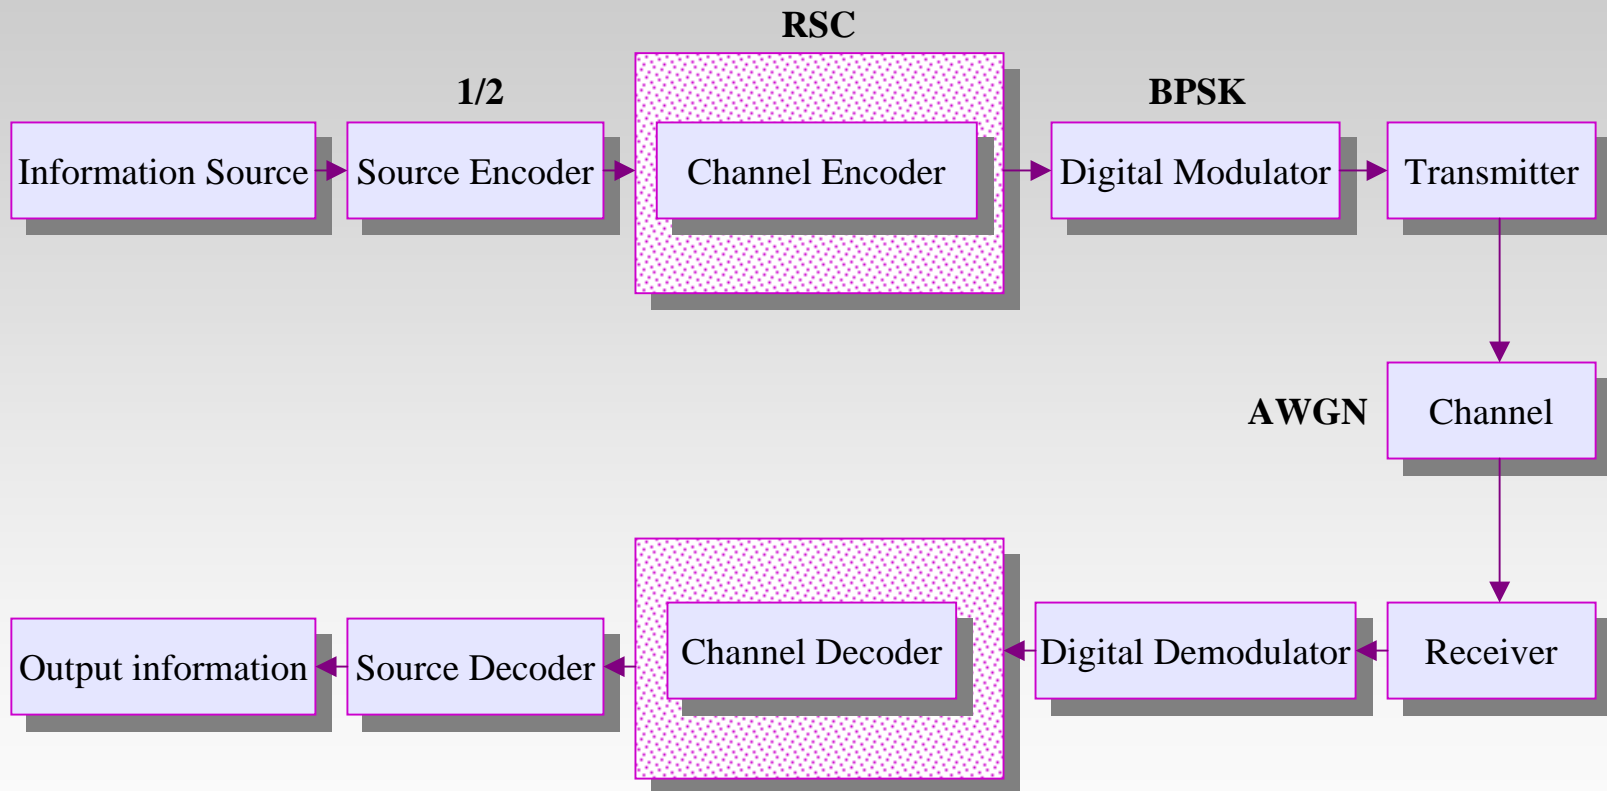 RSC
1/2
BPSK
Information Source
Source Encoder
Channel Encoder
Digital Modulator
Transmitter
AWGN
Channel
Output information
Source Decoder
Channel Decoder
Digital Demodulator
Receiver